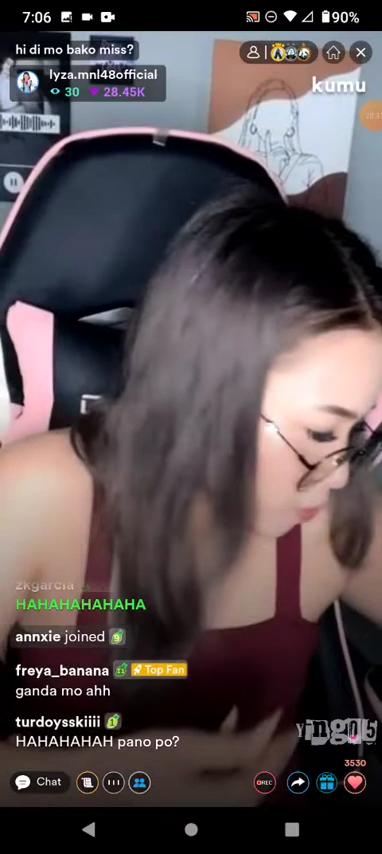 7:06
90%
hi di mo bako miss?
lyza.mnl48official
30
28.45K
kumu
zkgarcia
HAHAHAHAHAHA
annxie joined
freya_banana
Top Fan
ganda mo ahh
turdoysskiiii
HAHAHAHAH pano po?
3530
Chat
REC